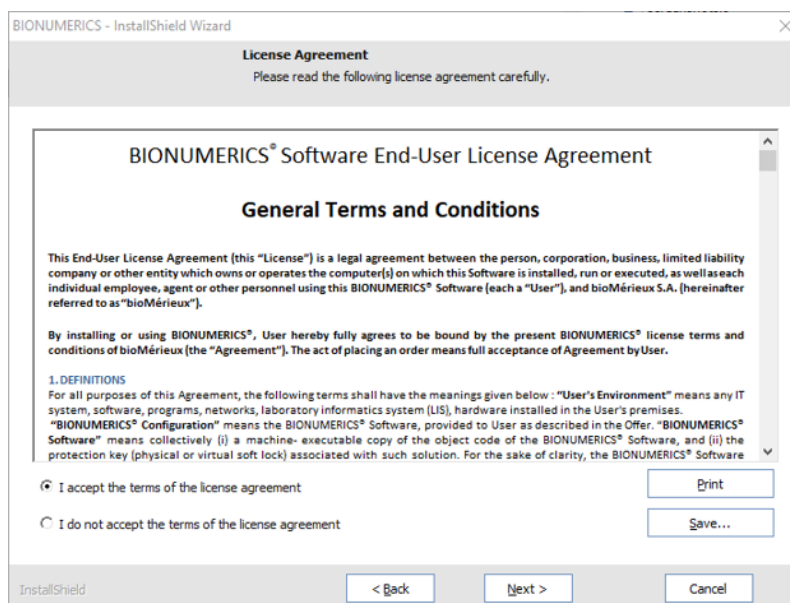 BIONUMERICS - InstallShield Wizard
License Agreement
Please read the following license agreement carefully.
BIONUMERICS® Software End-User License Agreement
General Terms and Conditions
This End-User License Agreement (this "License") is a legal agreement between the person, corporation, business, limited liability
company or other entity which owns or operates the computer(s) on which this Software is installed, run or executed, as well as each
individual employee, agent or other personnel using this BIONUMERICS® Software (each a "User"), and bioMérieux S.A. (hereinafter
referred to as "bioMérieux").
By installing or using BIONUMERICS®, User hereby fully agrees to be bound by the present BIONUMERICS® license terms and
conditions of bioMérieux (the "Agreement"). The act of placing an order means full acceptance of Agreement by User.
1. DEFINITIONS
For all purposes of this Agreement, the following terms shall have the meanings given below : "User's Environment" means any IT
system, software, programs, networks, laboratory informatics system (LIS), hardware installed in the User's premises.
"BIONUMERICS® Configuration" means the BIONUMERICS® Software, provided to User as described in the Offer. "BIONUMERICS®
Software" means collectively (i) a machine- executable copy of the object code of the BIONUMERICS® Software, and (ii) the
protection key (physical or virtual soft lock) associated with such solution. For the sake of clarity, the BIONUMERICS® Software
I accept the terms of the license agreement
Print
I do not accept the terms of the license agreement
Save...
InstallShield
< Back
Next >
Cancel